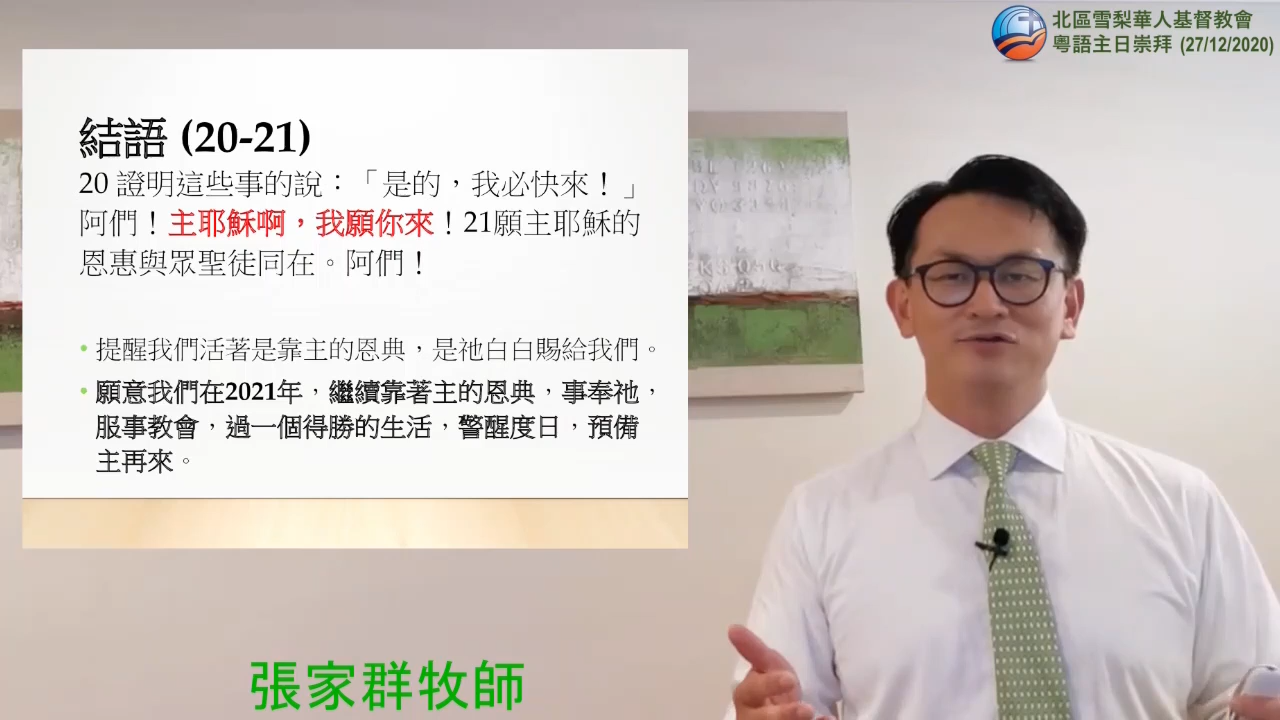 北區雪梨華人基督教會
粵語主日崇拜 (27/12/2020)
結語 (20-21)
20 證明這些事的說：「是的，我必快來！」
阿們！主耶穌啊，我願你來！21願主耶穌的
恩惠與眾聖徒同在。阿們！
• 提醒我們活著是靠主的恩典，是祂白白賜給我們。
• 願意我們在2021年，繼續靠著主的恩典，事奉祂，
服事教會，過一個得勝的生活，警醒度日，預備
主再來。
張家群牧師